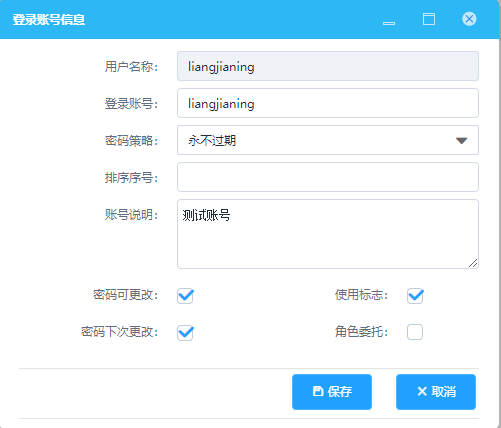 登录账号信息
用户名称: liangjianing
登录账号: liangjianing
密码策略: 永不过期
排序序号:
账号说明: 测试账号
密码可更改: 使用标志:
密码下次更改: 角色委托:
保存 取消